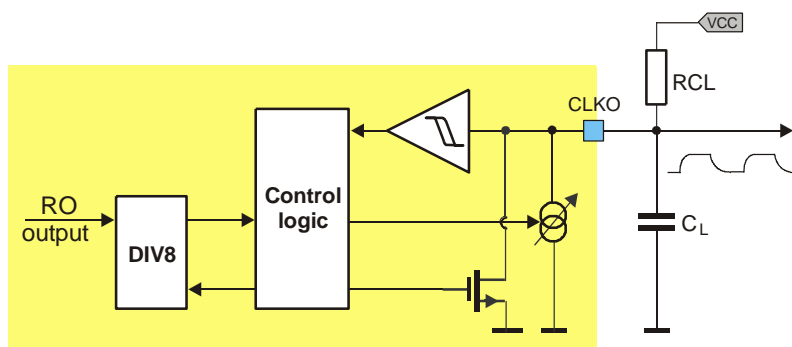 VCC
RCL
CLKO
Control
logic
RO
output
DIV8
CL